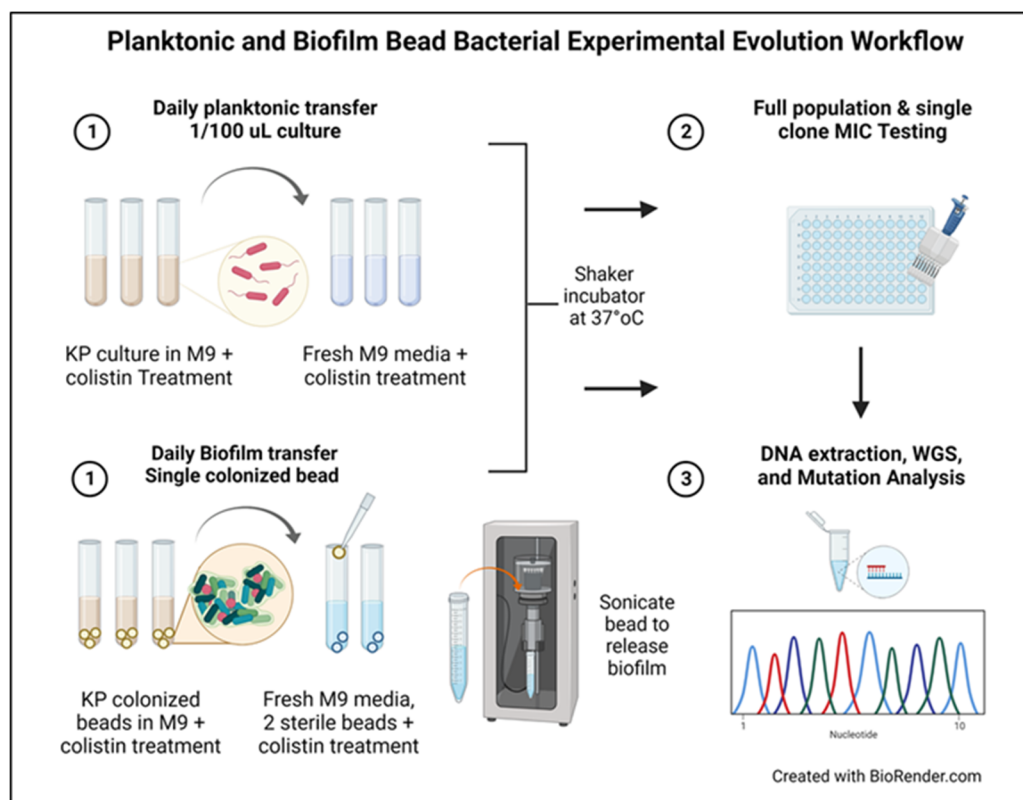 Planktonic and Biofilm Bead Bacterial Experimental Evolution Workflow
1
Daily planktonic transfer
1/100 uL culture
KP culture in M9 +
colistin Treatment
Fresh M9 media +
colistin treatment
1
Daily Biofilm transfer
Single colonized bead
KP colonized
beads in M9 +
colistin treatment
Fresh M9 media,
2 sterile beads +
colistin treatment
Shaker
incubator
at 37°oC
Sonicate
bead to
release
biofilm
2
Full population & single
clone MIC Testing
3
DNA extraction, WGS,
and Mutation Analysis
1
10
Nucleotide
Created with BioRender.com